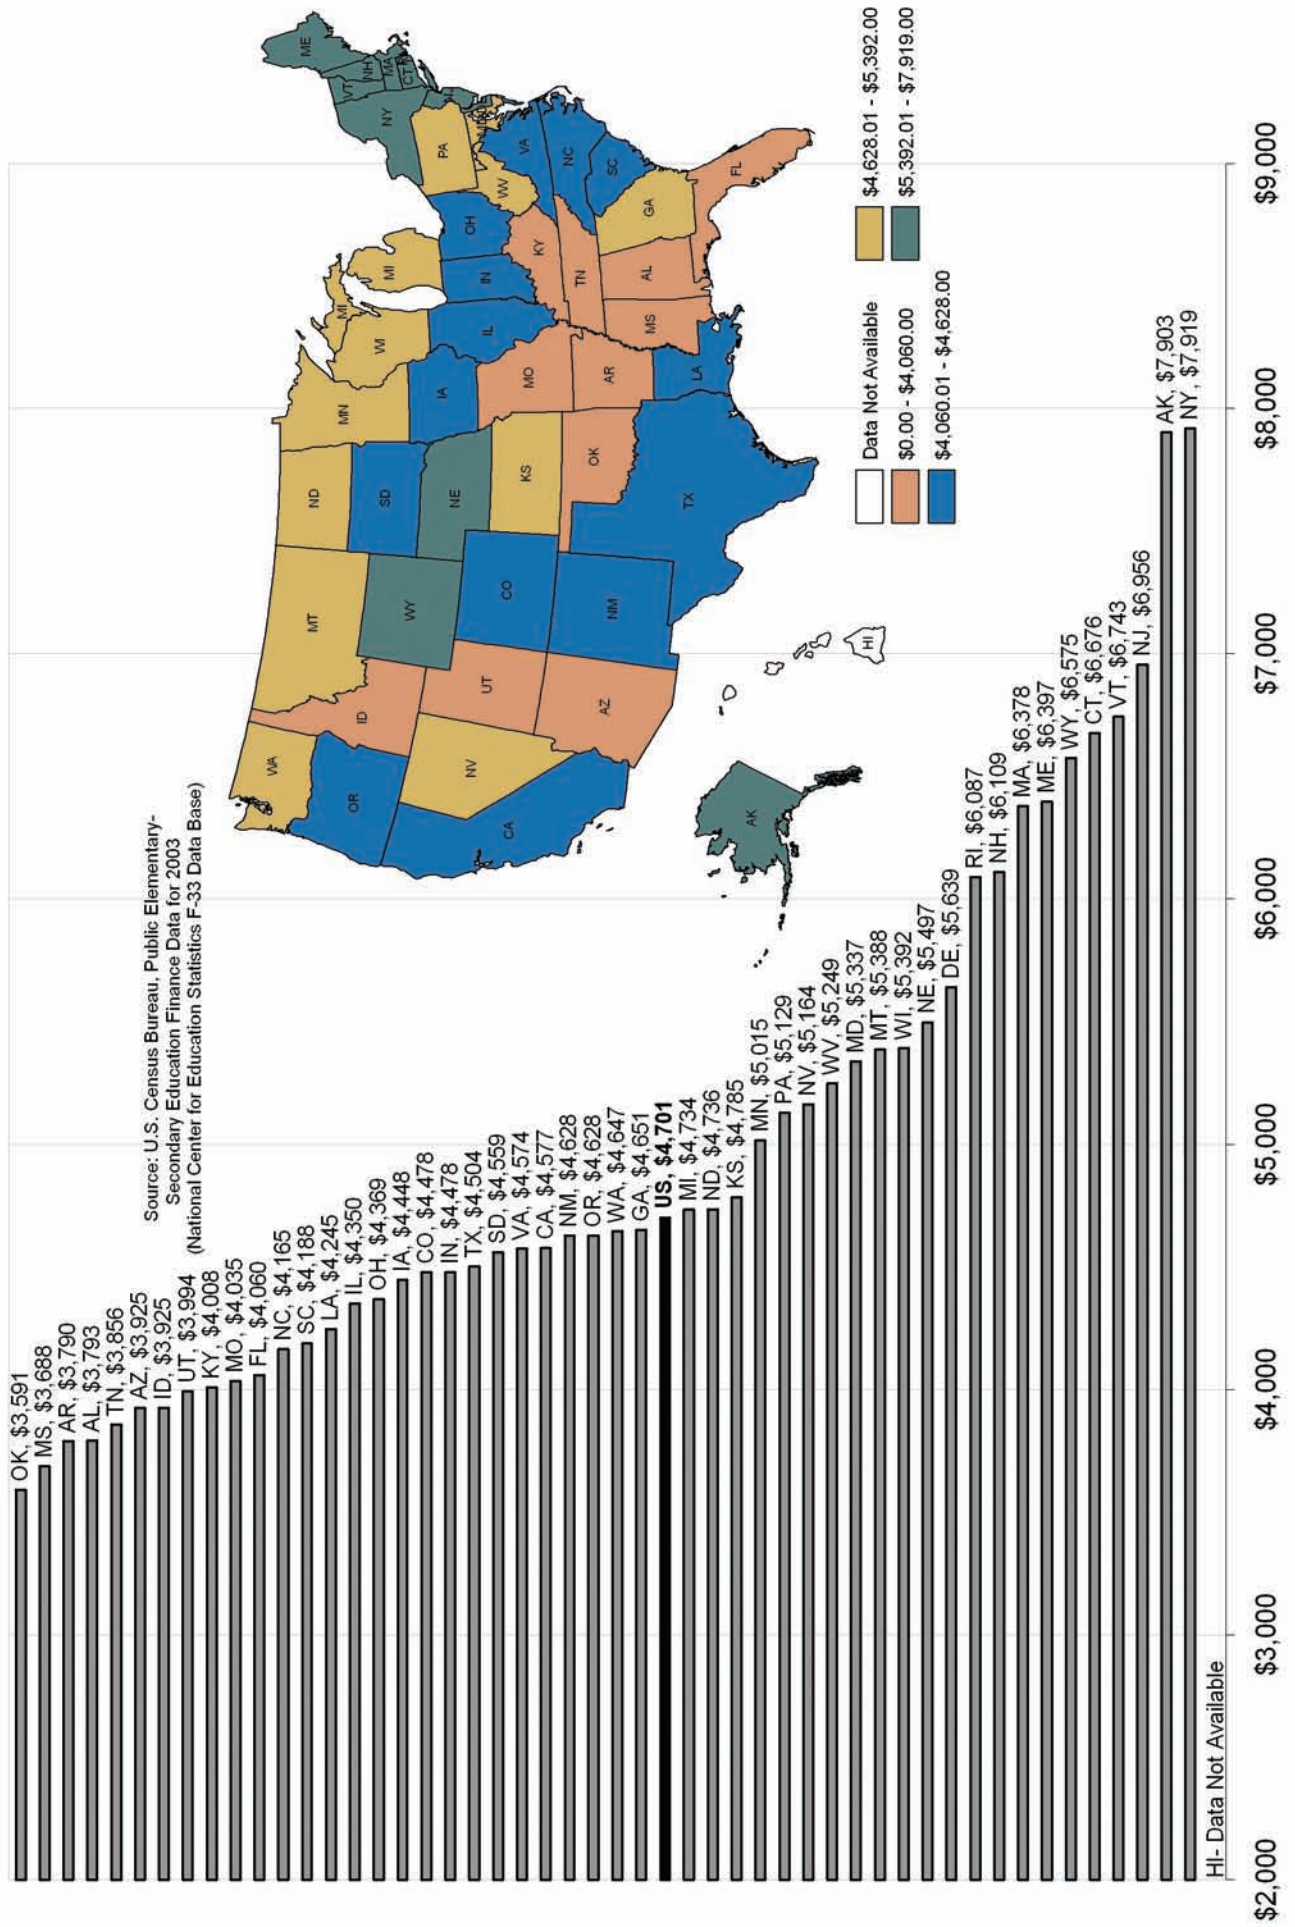 Source: U.S. Census Bureau, Public Elementary-
Secondary Education Finance Data for 2003
(National Center for Education Statistics F-33 Data Base)
OK, $3,591
MS, $3,688
AR, $3,790
AL, $3,793
TN, $3,856
AZ, $3,925
ID, $3,925
UT, $3,994
KY, $4,008
MO, $4,035
FL, $4,060
NC, $4,165
SC, $4,188
LA, $4,245
IL, $4,350
OH, $4,369
IA, $4,448
CO, $4,478
IN, $4,478
TX, $4,504
SD, $4,559
VA, $4,574
CA, $4,577
NM, $4,628
OR, $4,628
WA, $4,647
GA, $4,651
US, $4,701
MI, $4,734
ND, $4,736
KS, $4,785
MN, $5,015
PA, $5,129
NV, $5,164
WV, $5,249
MD, $5,337
MT, $5,388
WI, $5,392
NE, $5,497
DE, $5,639
RI, $6,087
NH, $6,109
MA, $6,378
ME, $6,397
WY, $6,575
CT, $6,676
VT, $6,743
NJ, $6,956
AK, $7,903
NY, $7,919
HI- Data Not Available
$2,000
$3,000
$4,000
$5,000
$6,000
$7,000
$8,000
$9,000
WA
OR
CA
NV
ID
MT
WY
UT
AZ
CO
NM
ND
SD
NE
KS
OK
TX
MN
IA
MO
AR
LA
WI
MI
MI
IL
IN
OH
KY
TN
MS
AL
GA
FL
SC
NC
VA
WV
PA
NY
VT
NH
MA
CT
ME
AK
HI
Data Not Available
$0.00 - $4,060.00
$4,060.01 - $4,628.00
$4,628.01 - $5,392.00
$5,392.01 - $7,919.00